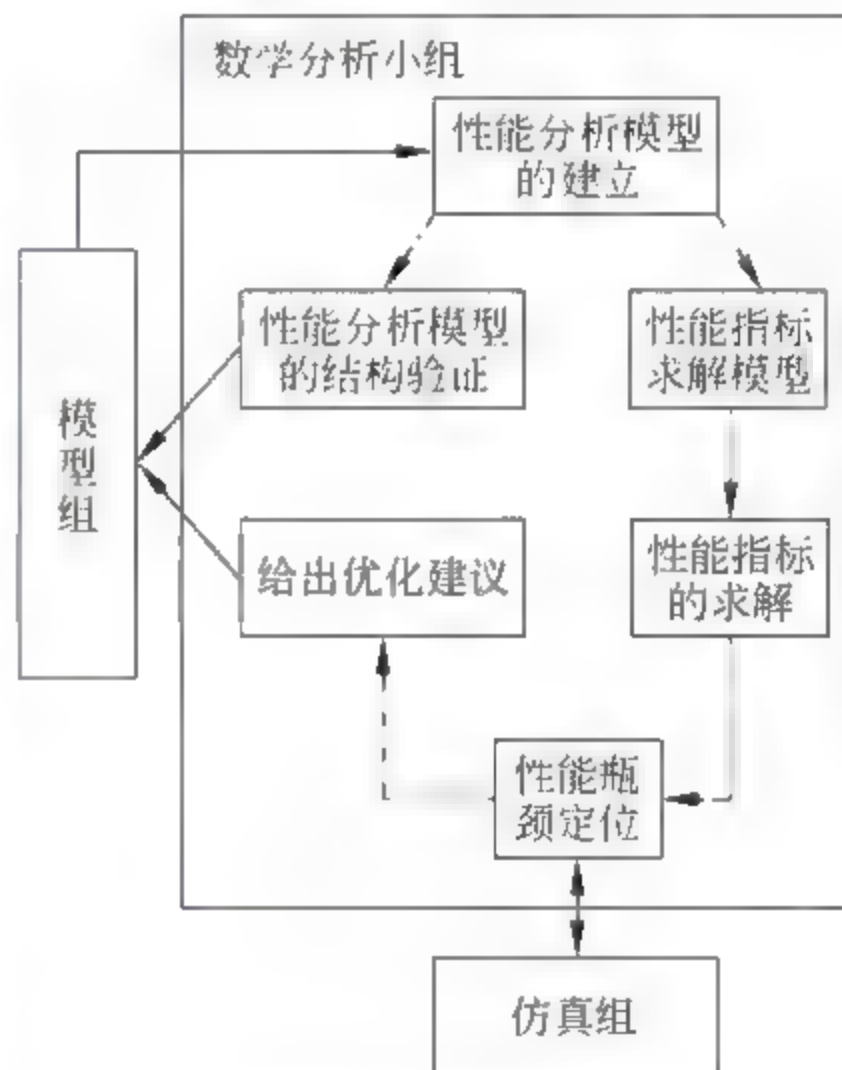 数学分析小组
性能分析模型
的建立
性能分析模型
的结构验证
性能指标
求解模型
模
型
组
给出优化建议
性能指标
的求解
性能瓶
颈定位
仿真组